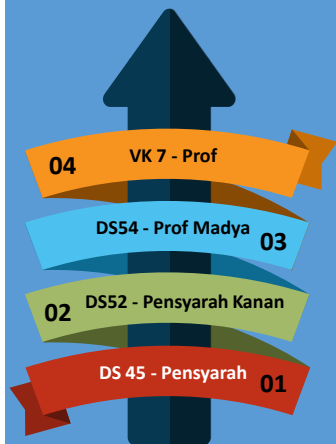 04 VK 7 - Prof
DS54 - Prof Madya 03
02 DS52 - Pensyarah Kanan
DS 45 - Pensyarah 01